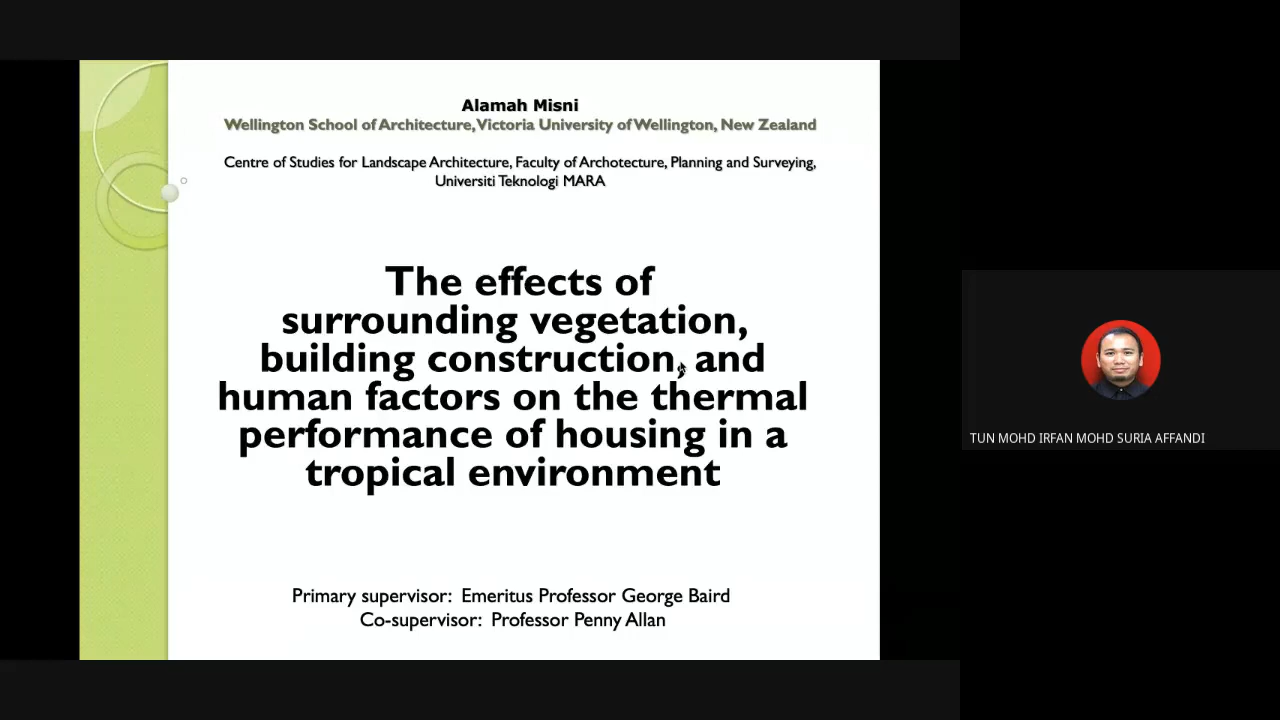 Alamah Misni
Wellington School of Architecture, Victoria University of Wellington, New Zealand
Centre of Studies for Landscape Architecture, Faculty of Archotecture, Planning and Surveying,
Universiti Teknologi MARA
The effects of
surrounding vegetation,
building construction, and
human factors on the thermal
performance of housing in a
tropical environment
Primary supervisor: Emeritus Professor George Baird
Co-supervisor: Professor Penny Allan
TUN MOHD IRFAN MOHD SURIA AFFANDI